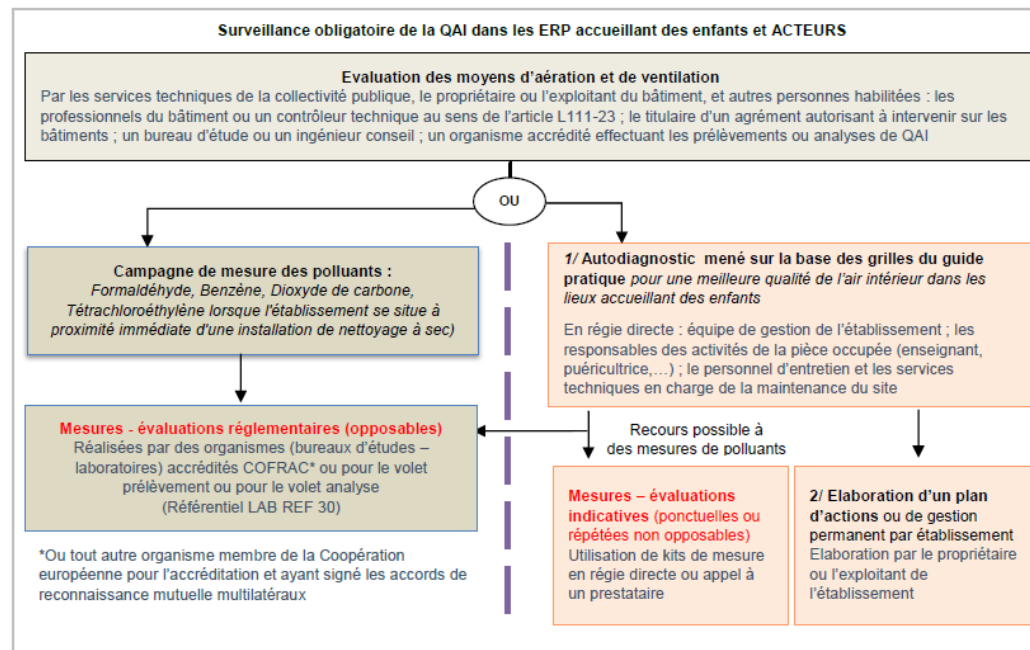 Surveillance obligatoire de la QAI dans les ERP accueillant des enfants et ACTEURS
Evaluation des moyens d'aération et de ventilation
Par les services techniques de la collectivité publique, le propriétaire ou l'exploitant du bâtiment, et autres personnes habilitées : les
professionnels du bâtiment ou un contrôleur technique au sens de l'article L111-23 ; le titulaire d'un agrément autorisant à intervenir sur les
bâtiments ; un bureau d'étude ou un ingénieur conseil ; un organisme accrédité effectuant les prélèvements ou analyses de QAI
OU
Campagne de mesure des polluants :
Formaldéhyde, Benzène, Dioxyde de carbone,
Tétrachloroéthylène lorsque l'établissement se situe à
proximité immédiate d'une installation de nettoyage à sec)
Mesures - évaluations réglementaires (opposables)
Réalisées par des organismes (bureaux d'études –
laboratoires) accrédités COFRAC* ou pour le volet
prélèvement ou pour le volet analyse
(Référentiel LAB REF 30)
*Ou tout autre organisme membre de la Coopération
européenne pour l'accréditation et ayant signé les accords de
reconnaissance mutuelle multilatéraux
1/ Autodiagnostic mené sur la base des grilles du guide
pratique pour une meilleure qualité de l'air intérieur dans les
lieux accueillant des enfants
En régie directe : équipe de gestion de l'établissement ; les
responsables des activités de la pièce occupée (enseignant,
puéricultrice,...) ; le personnel d'entretien et les services
techniques en charge de la maintenance du site
Recours possible à
des mesures de polluants
Mesures – évaluations
indicatives (ponctuelles ou
répétées non opposables)
Utilisation de kits de mesure
en régie directe ou appel à
un prestataire
2/ Elaboration d'un plan
d'actions ou de gestion
permanent par établissement
Elaboration par le propriétaire
ou l'exploitant de
l'établissement